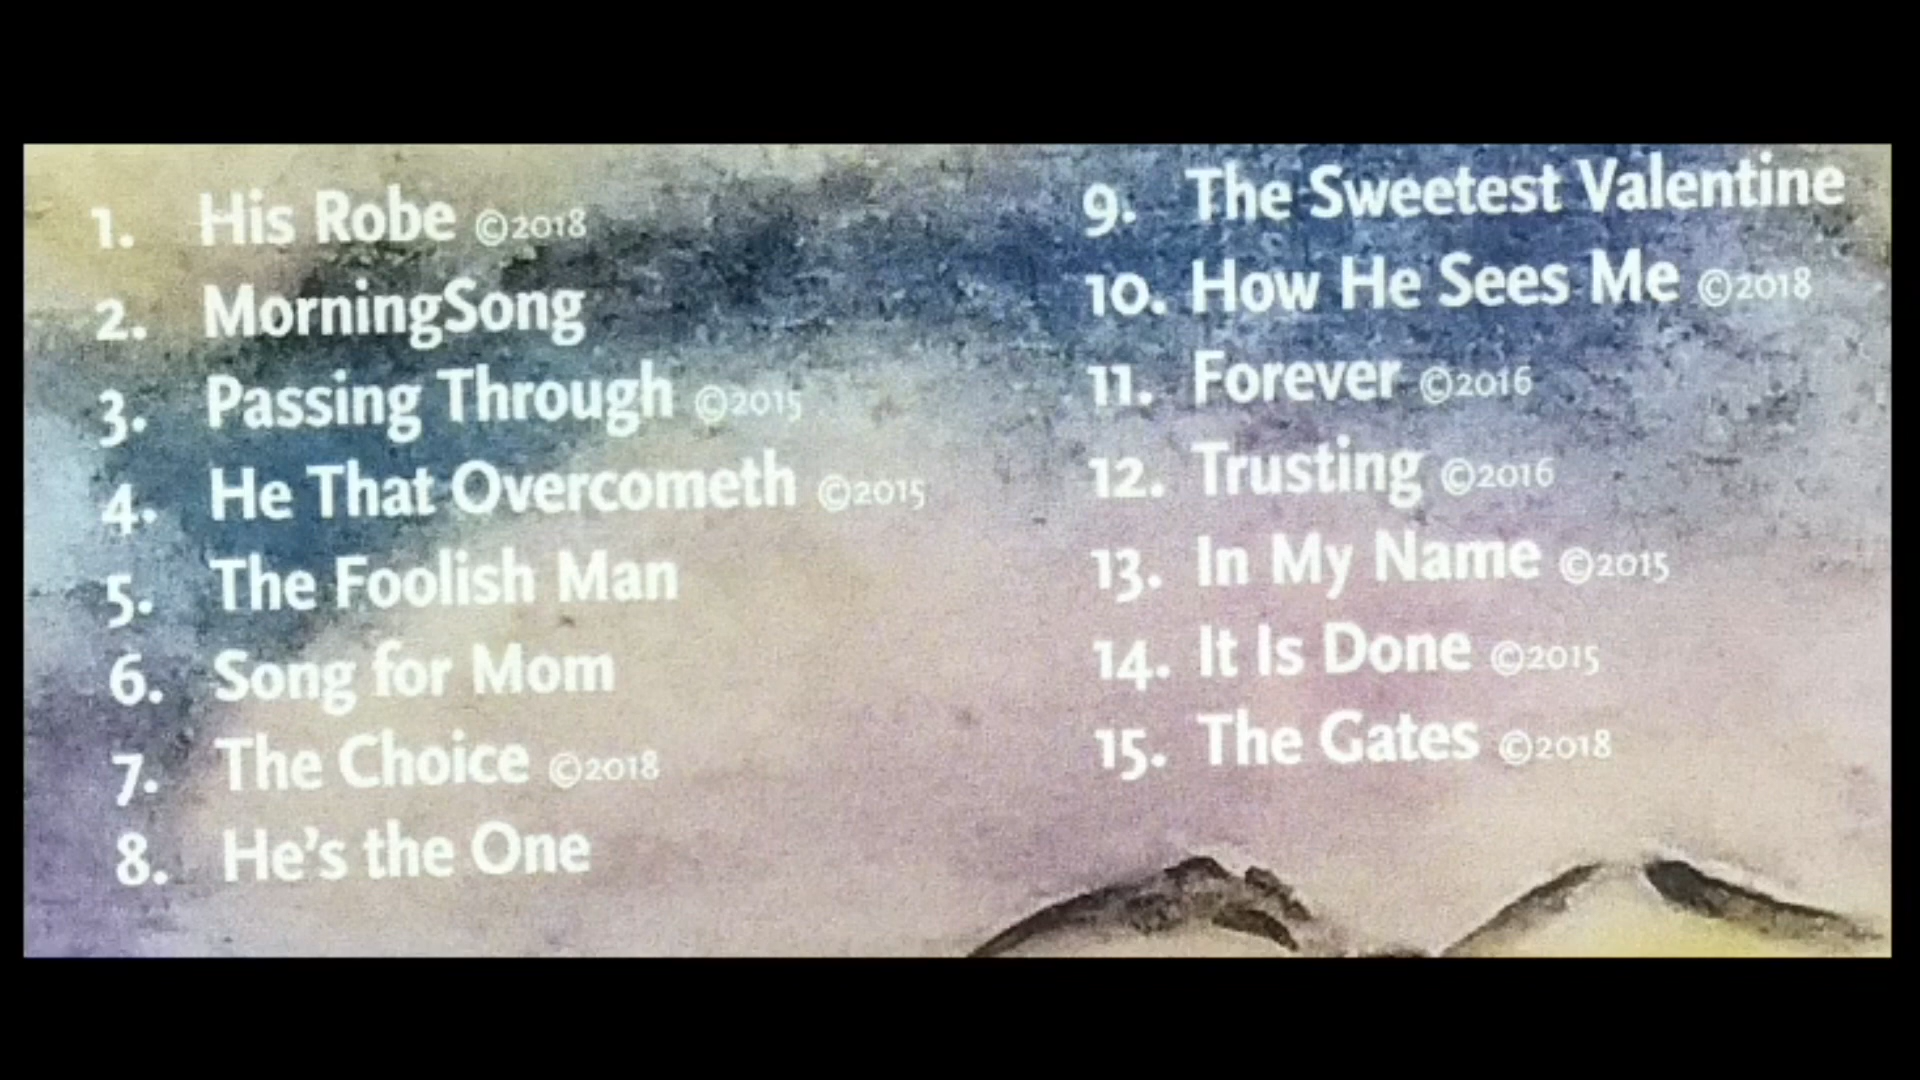 1. His Robe ©2018
2. MorningSong
3. Passing Through ©2015
4. He That Overcometh ©2015
5. The Foolish Man
6. Song for Mom
7. The Choice ©2018
8. He's the One
9. The Sweetest Valentine
10. How He Sees Me ©2018
11. Forever ©2016
12. Trusting ©2016
13. In My Name ©2015
14. It Is Done ©2015
15. The Gates ©2018